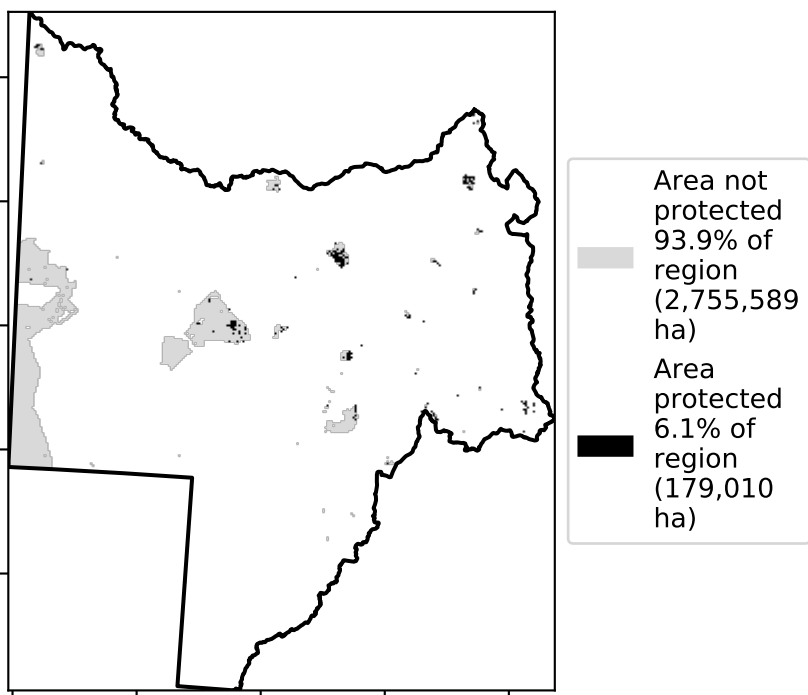 Area not
protected
93.9% of
region
(2,755,589
ha)
Area
protected
6.1% of
region
(179,010
ha)